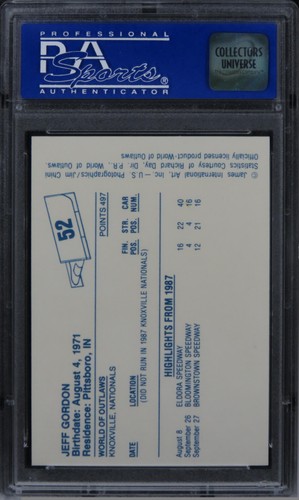 PROFESSIONAL
PSA
Sports
®
AUTHENTICATOR
COLLECTORS
UNIVERSE
JEFF GORDON
Birthdate: August 4, 1971
Residence: Pittsboro, IN
52
WORLD OF OUTLAWS POINTS 497
KNOXVILLE, NATIONALS
FIN. STR. CAR
DATE LOCATION POS. POS. NUM.
(DID NOT RUN IN 1987 KNOXVILLE NATIONALS)
HIGHLIGHTS FROM 1987
August 8 ELDORA SPEEDWAY 16 22 40
September 26 BLOOMINGTON SPEEDWAY 4 4 16
September 27 BROWNSTOWN SPEEDWAY 12 21 16
© James International Art, Inc - U.S. Photographics/Jim Chini
Statistics Courtesy of Richard Day, Dir. P.R., World of Outlaws
Officially licensed product-World of Outlaws